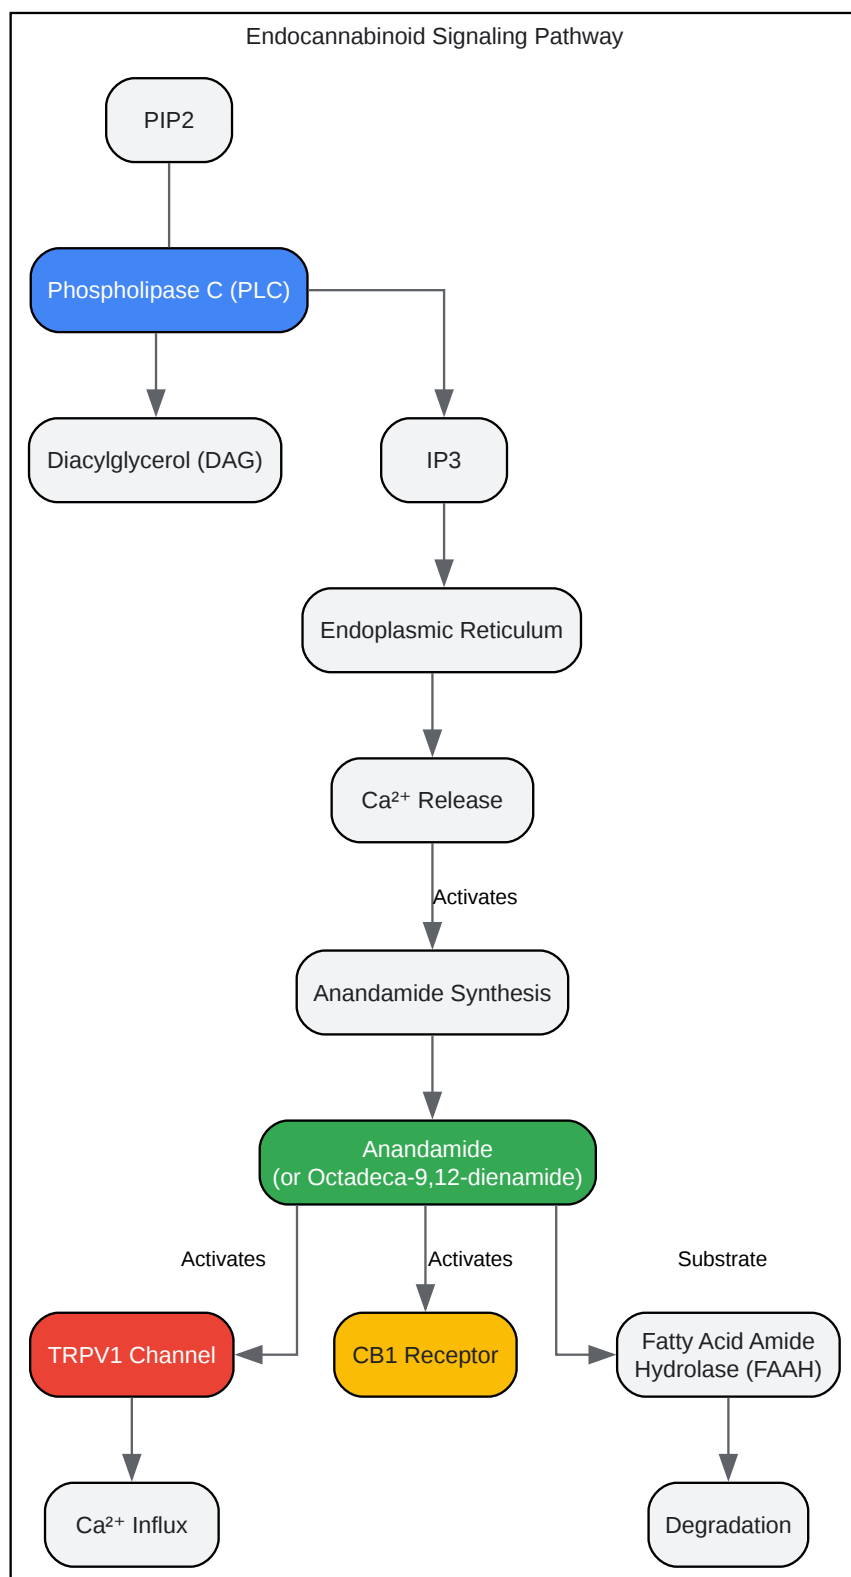 Endocannabinoid Signaling Pathway
PIP2
Phospholipase C (PLC)
Diacylglycerol (DAG)
IP3
Endoplasmic Reticulum
Ca²⁺ Release
Activates
Anandamide Synthesis
Anandamide
(or Octadeca-9,12-dienamide)
Activates
Activates
Substrate
TRPV1 Channel
CB1 Receptor
Fatty Acid Amide
Hydrolase (FAAH)
Ca²⁺ Influx
Degradation